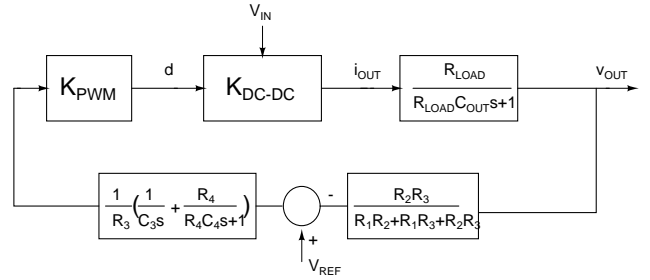 V_IN
K_PWM
d
K_DC-DC
i_OUT
R_LOAD
R_LOAD C_OUT s+1
v_OUT
1
R_3
(
1
C_3 s
+
R_4
R_4 C_4 s+1
)
-
+
V_REF
R_2 R_3
R_1 R_2 + R_1 R_3 + R_2 R_3